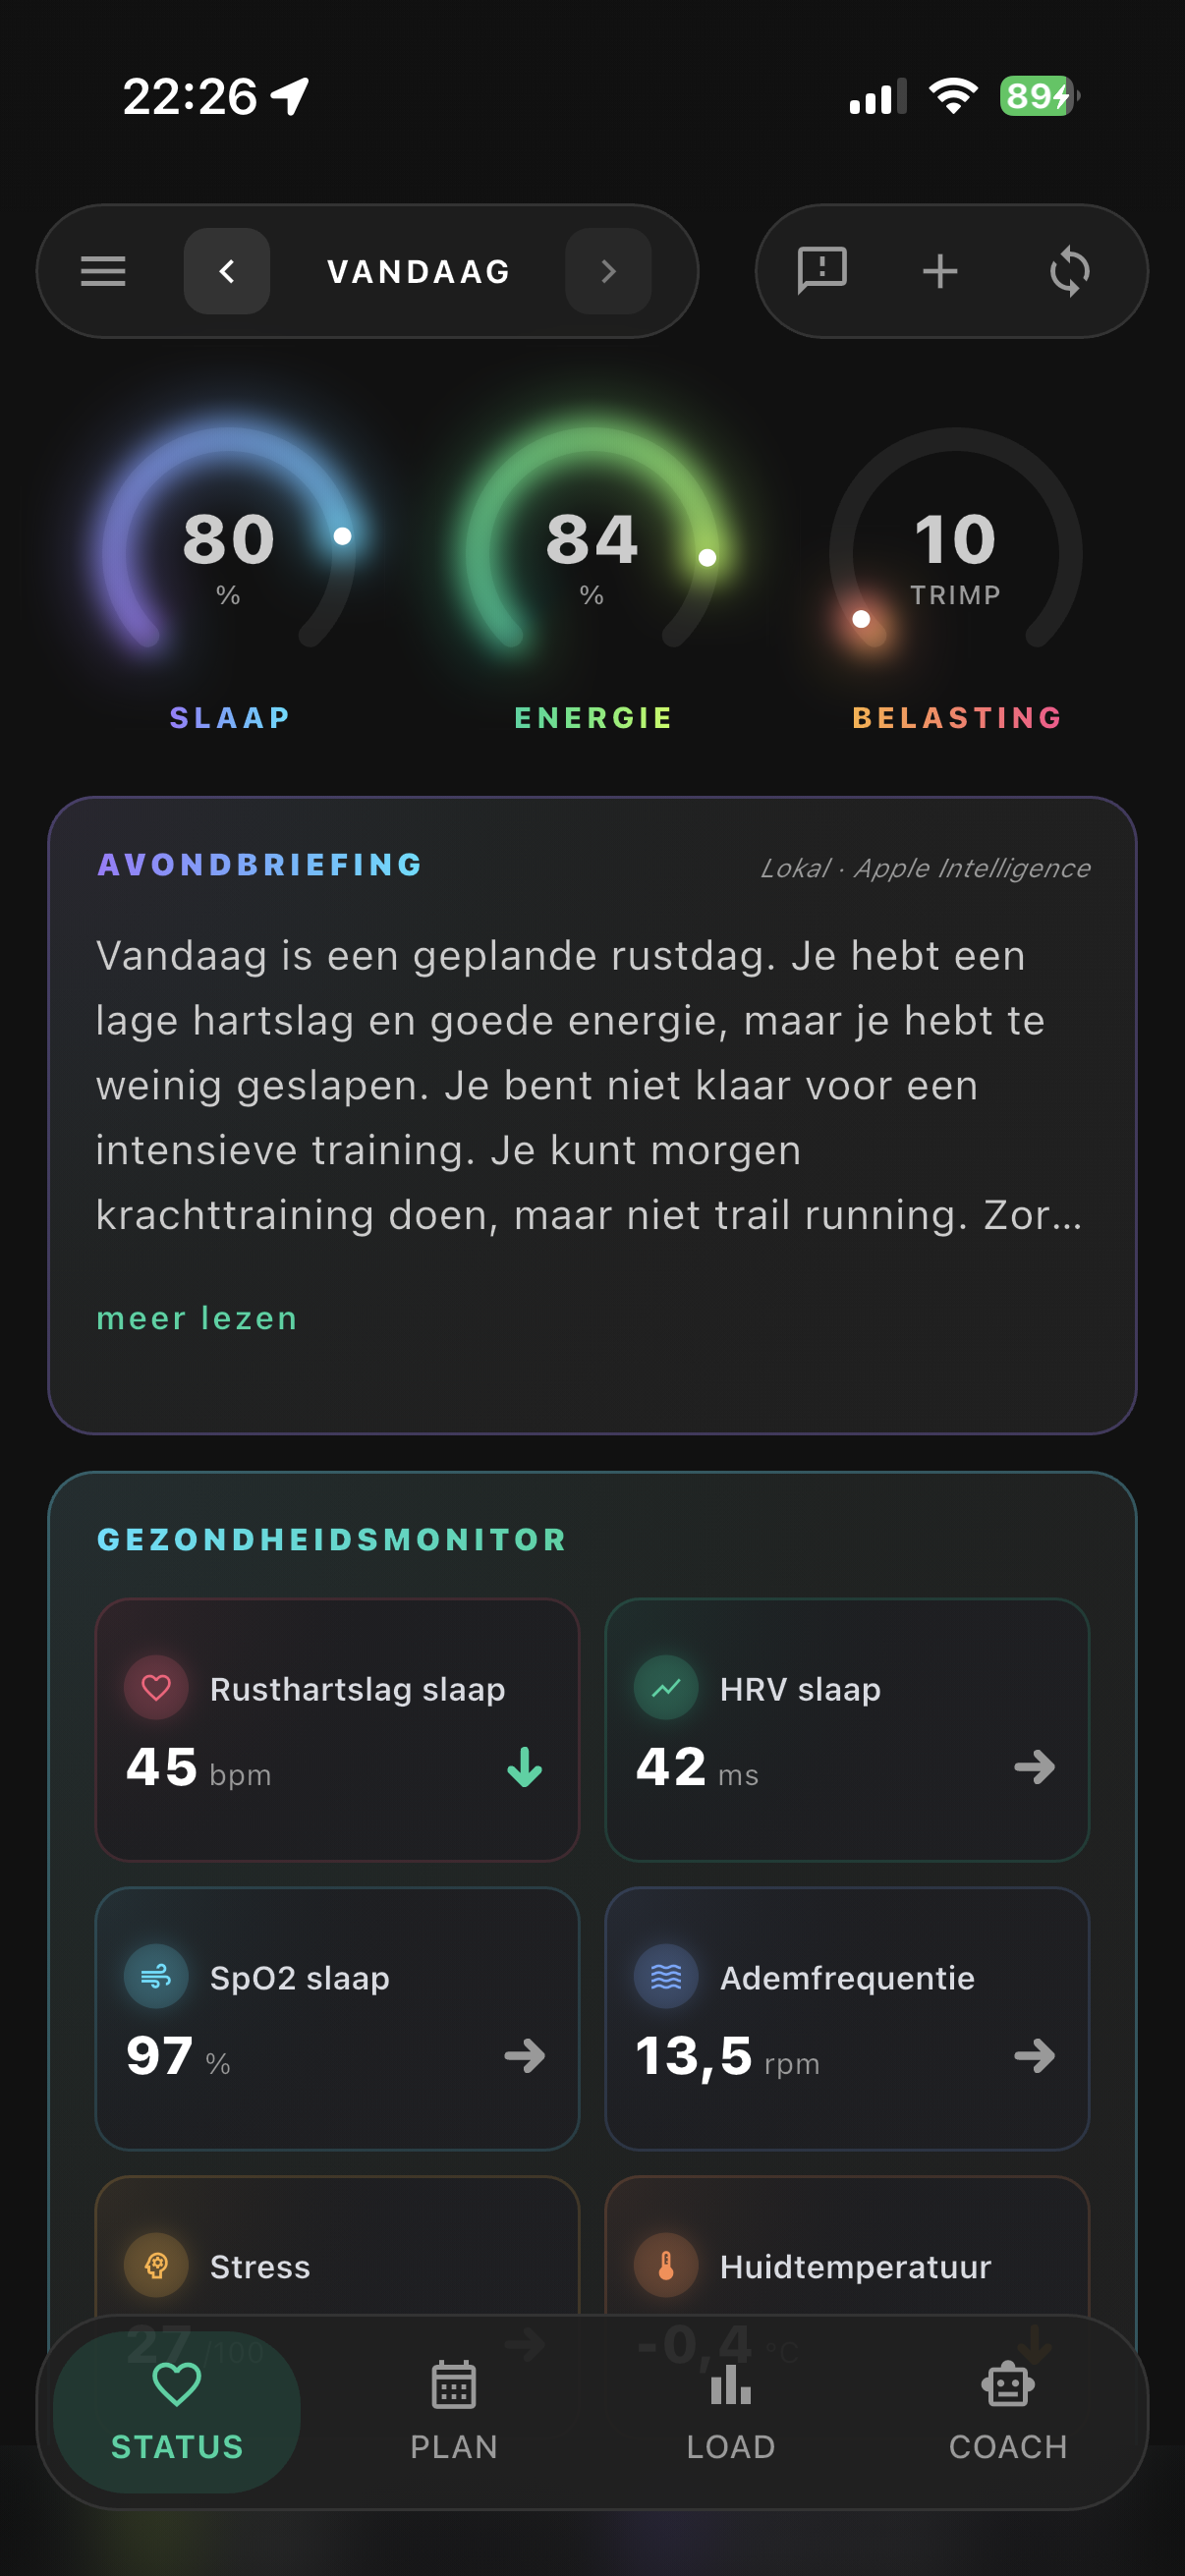 22:26
89
VANDAAG
80
%
SLAAP
84
%
ENERGIE
10
TRIMP
BELASTING
AVONDBRIEFING
Lokal · Apple Intelligence
Vandaag is een geplande rustdag. Je hebt een
lage hartslag en goede energie, maar je hebt te
weinig geslapen. Je bent niet klaar voor een
intensieve training. Je kunt morgen
krachttraining doen, maar niet trail running. Zor...
meer lezen
GEZONDHEIDSMONITOR
Rusthartslag slaap
45 bpm
HRV slaap
42 ms
SpO2 slaap
97 %
Ademfrequentie
13,5 rpm
Stress
27 /100
Huidtemperatuur
-0,4 °C
STATUS
PLAN
LOAD
COACH